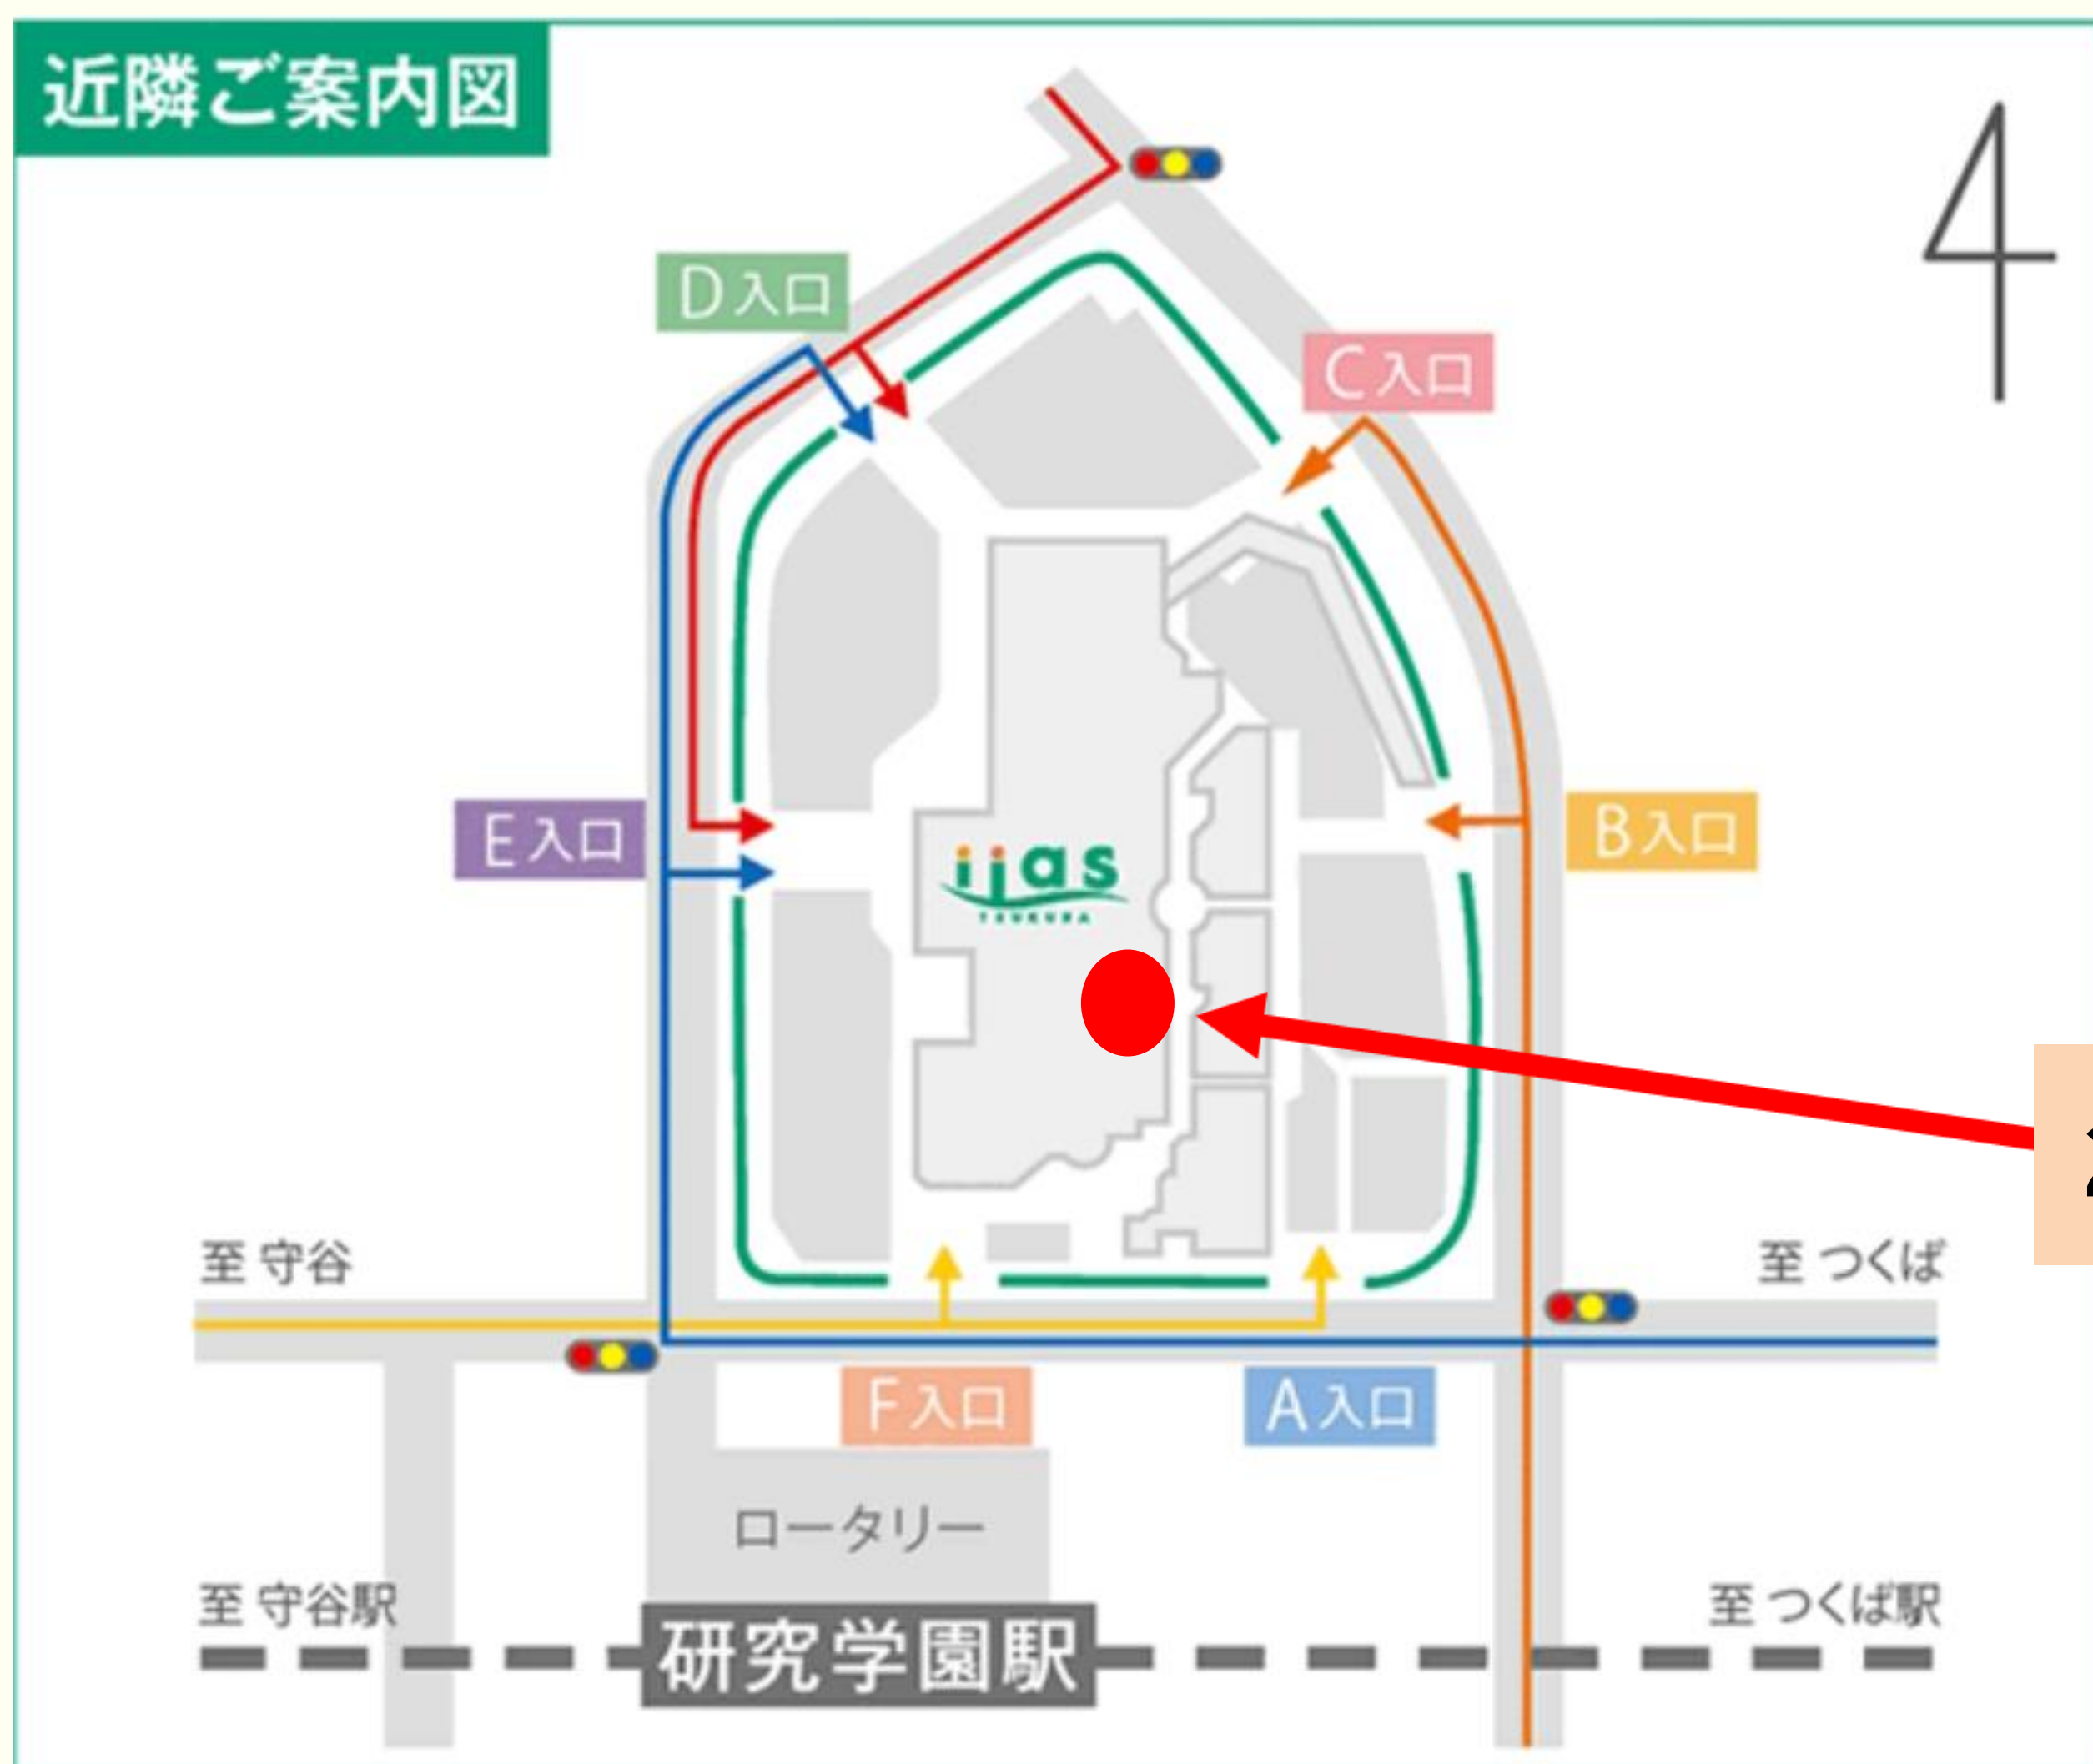 近隣ご案内図
4
D入口
C入口
E入口
B入口
iias
TSUKUBA
至 守谷
至 つくば
F入口
A入口
ロータリー
至 守谷駅
至 つくば駅
研究学園駅